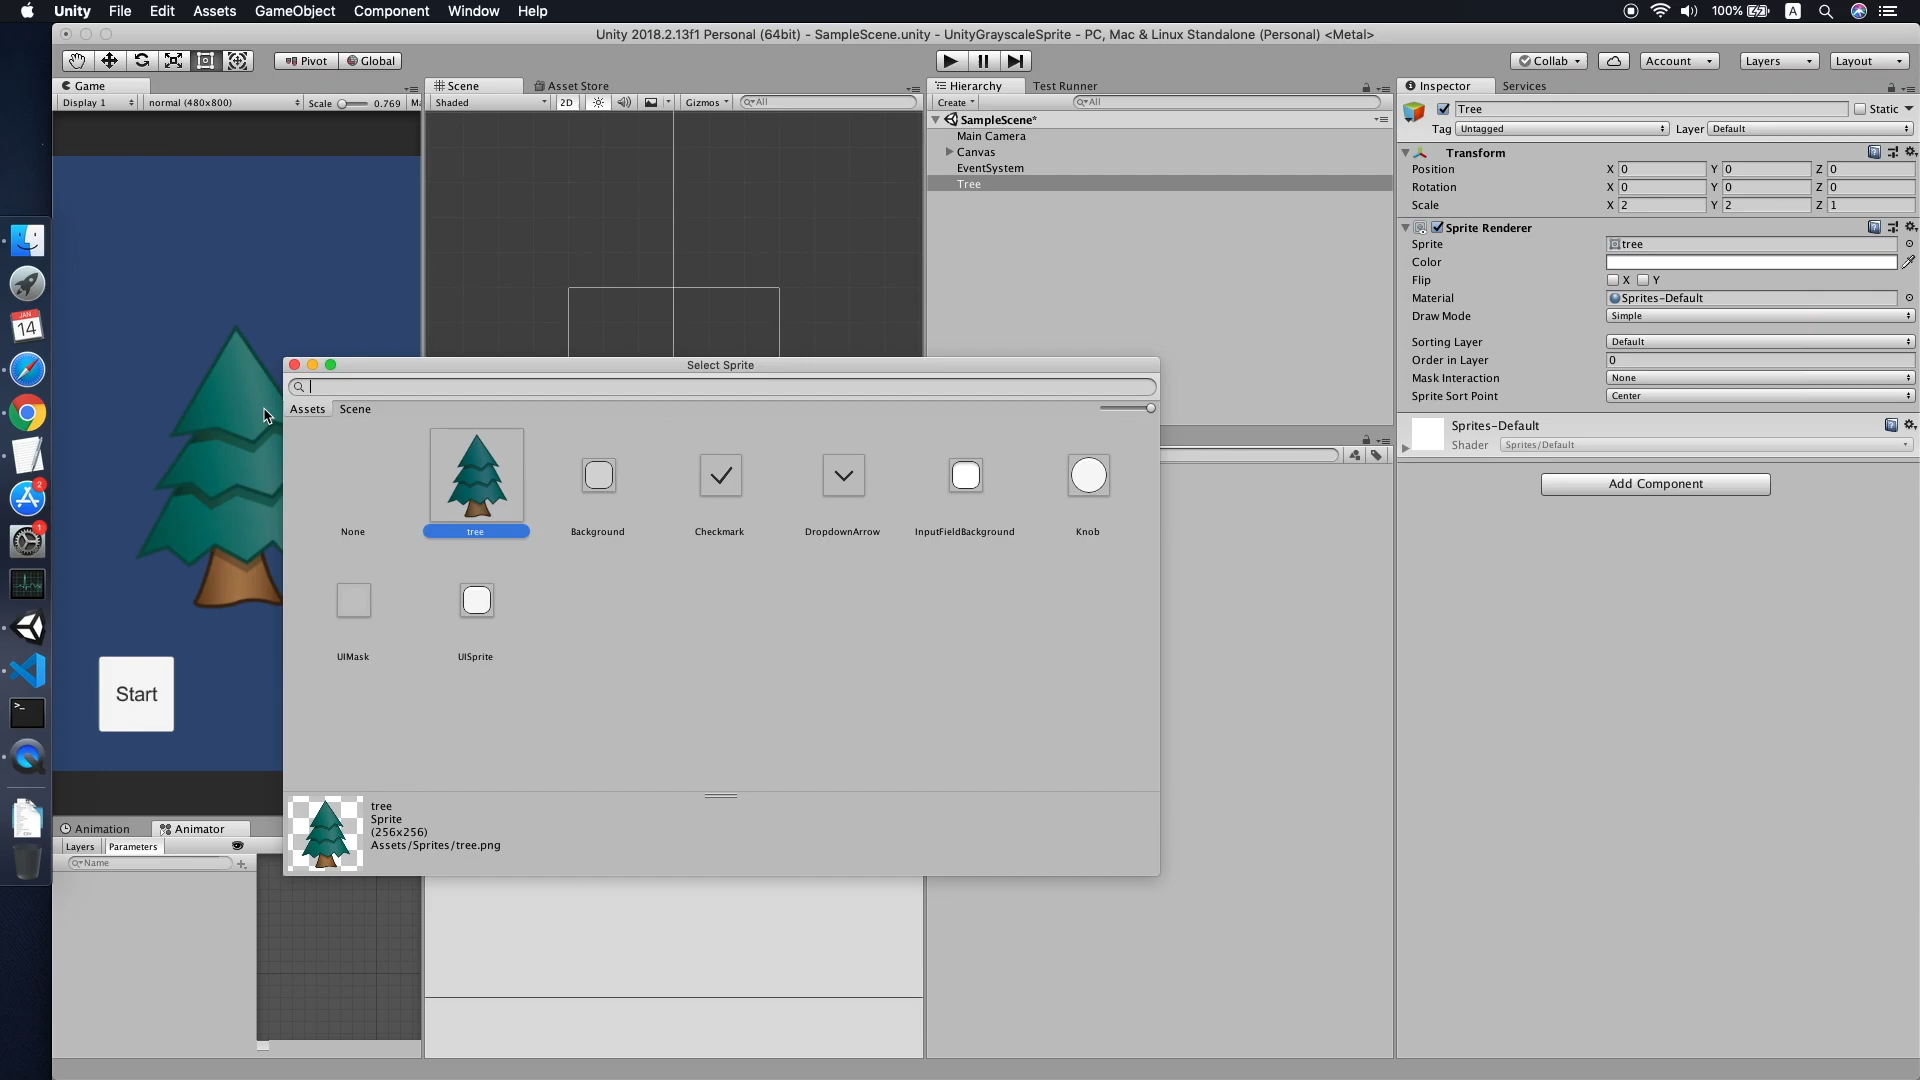 Unity File Edit Assets GameObject Component Window Help 100% A
Unity 2018.2.13f1 Personal (64bit) - SampleScene.unity - UnityGrayscaleSprite - PC, Mac & Linux Standalone (Personal) <Metal>
Pivot Global Collab Account Layers Layout
Game Scene Asset Store Hierarchy Test Runner Inspector Services
Display 1 normal (480x800) Scale 0.769 Shaded 2D Gizmos All Create All
Tree Static
SampleScene*
Tag Untagged Layer Default
Main Camera
Canvas
EventSystem
Tree
Transform
Position X 0 Y 0 Z 0
Rotation X 0 Y 0 Z 0
Scale X 2 Y 2 Z 1
Sprite Renderer
Sprite tree
Color
Flip X Y
Material Sprites-Default
Draw Mode Simple
Sorting Layer Default
Order in Layer 0
Mask Interaction None
Sprite Sort Point Center
Sprites-Default
Shader Sprites/Default
Add Component
JAN
14
2
1
Select Sprite
Assets Scene
None tree Background Checkmark DropdownArrow InputFieldBackground Knob
UIMask UISprite
tree
Sprite
(256x256)
Assets/Sprites/tree.png
Start
Animation Animator
Layers Parameters
Name